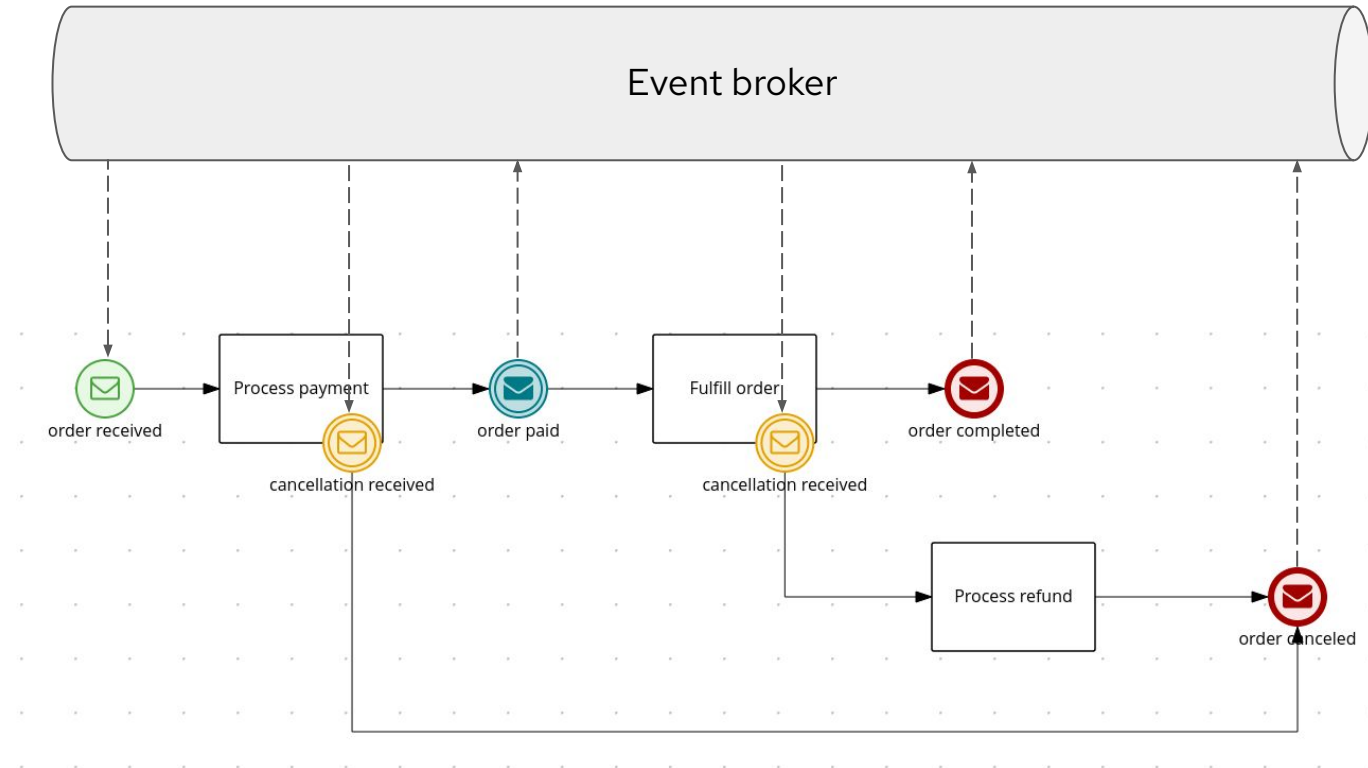 Event broker
Process payment
Fulfill order
order received
order paid
order completed
cancellation received
cancellation received
Process refund
order canceled